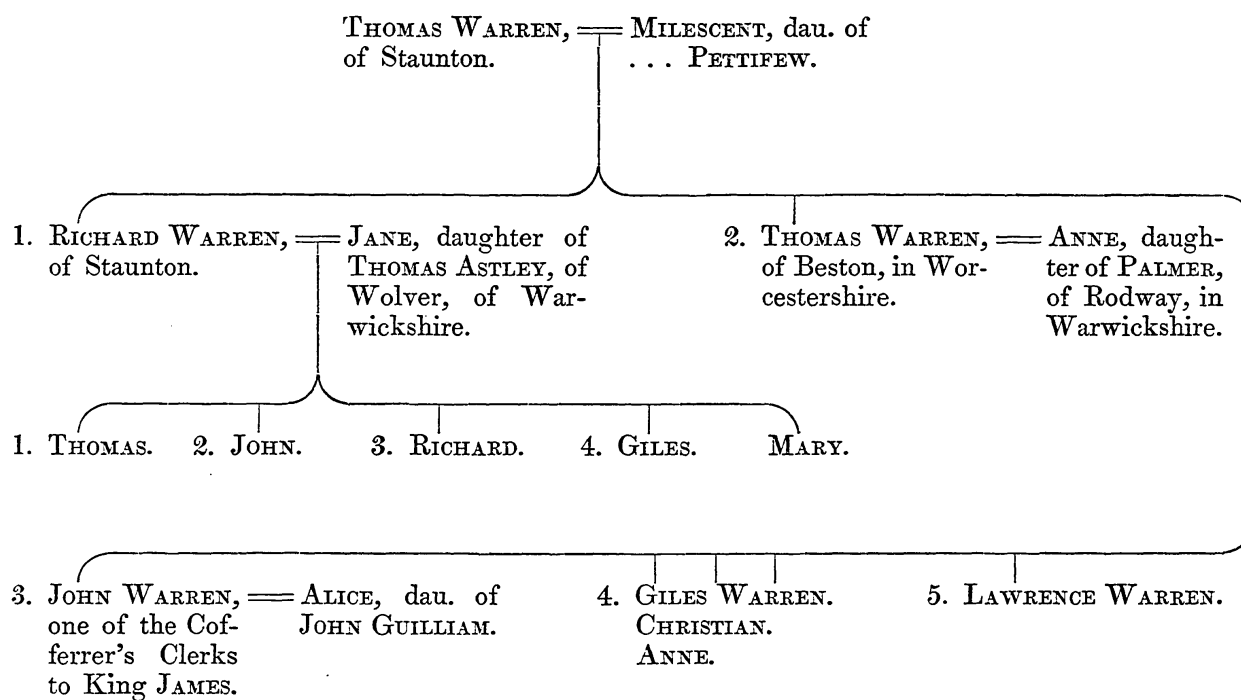 THOMAS WARREN, of Staunton.
MILESCENT, dau. of
. . . PETTIFEW.
1. RICHARD WARREN,
of Staunton.
JANE, daughter of
THOMAS ASTLEY, of
Wolver, of War-
wickshire.
2. THOMAS WARREN,
of Beston, in Wor-
cestershire.
ANNE, daugh-
ter of PALMER,
of Rodway, in
Warwickshire.
1. THOMAS. 2. JOHN. 3. RICHARD. 4. GILES. MARY.
3. JOHN WARREN,
one of the Cof-
ferrer's Clerks
to King JAMES.
ALICE, dau. of
JOHN GUILLIAM.
4. GILES WARREN.
CHRISTIAN.
ANNE.
5. LAWRENCE WARREN.